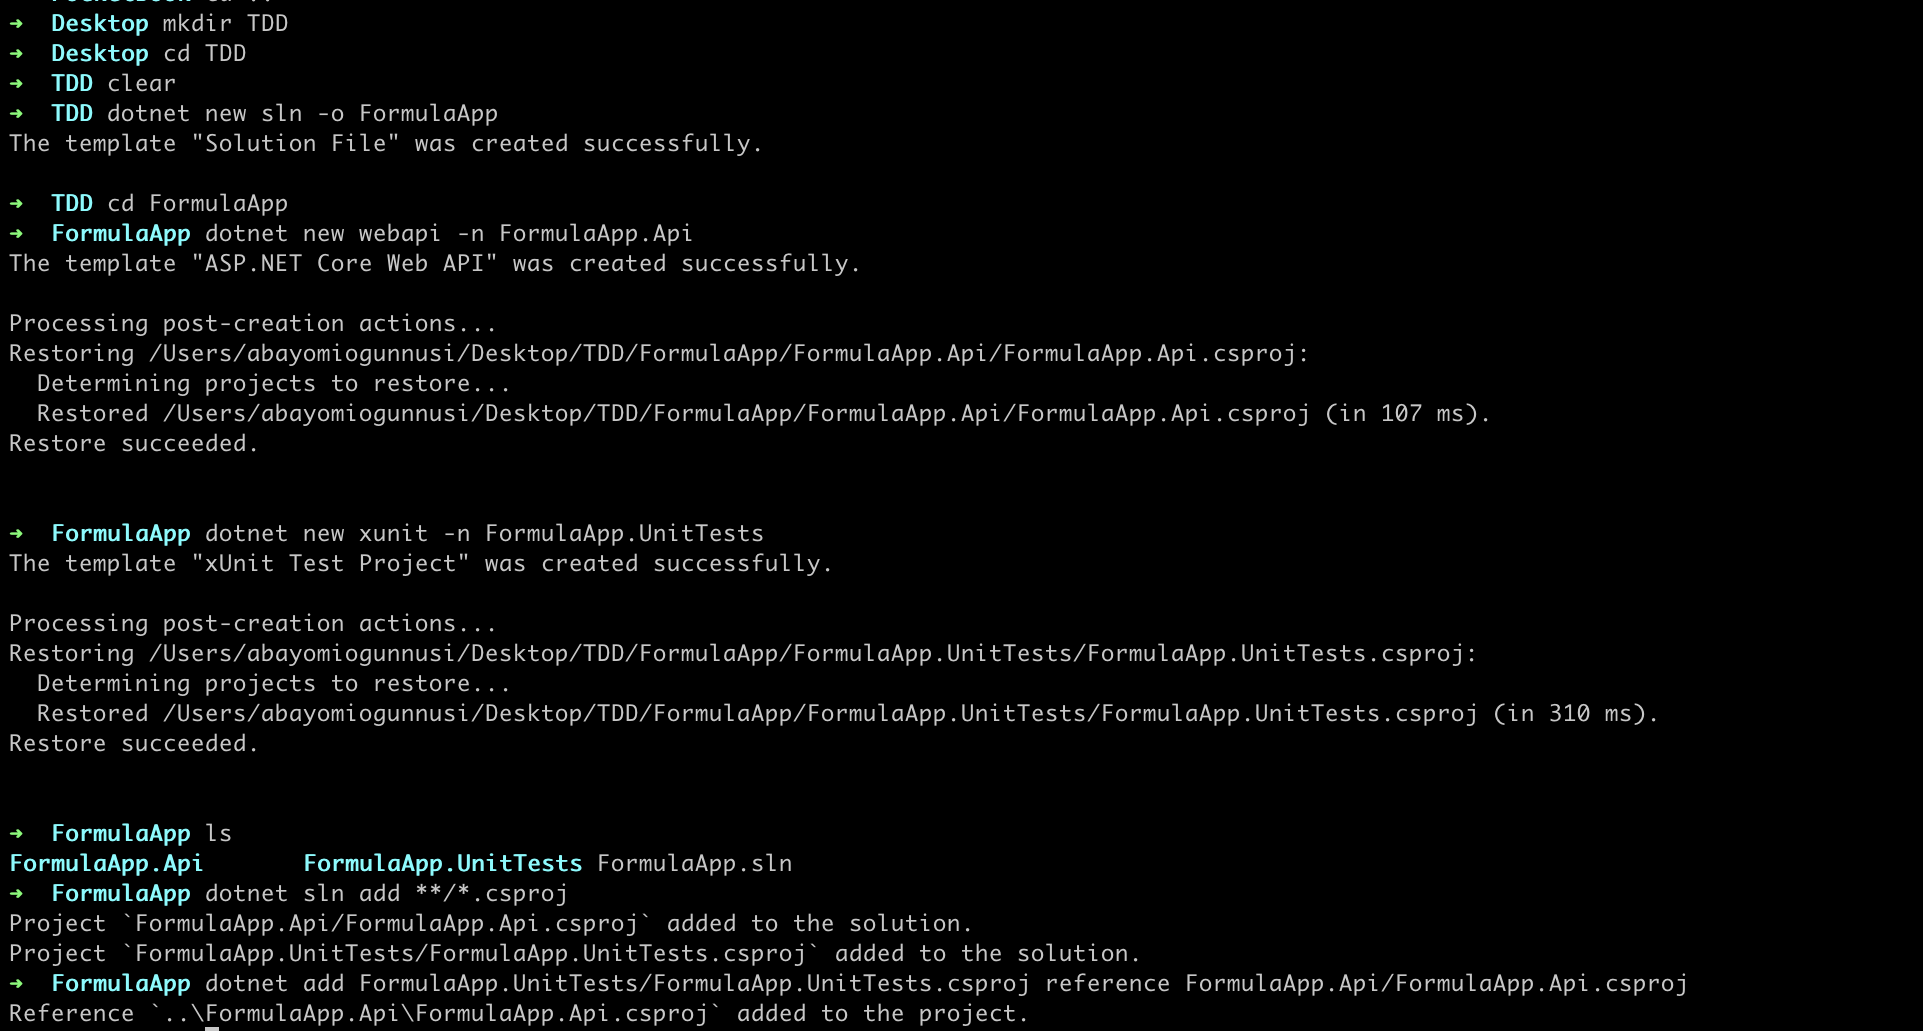 ➜  Desktop mkdir TDD
➜  Desktop cd TDD
➜  TDD clear
➜  TDD dotnet new sln -o FormulaApp
The template "Solution File" was created successfully.
➜  TDD cd FormulaApp
➜  FormulaApp dotnet new webapi -n FormulaApp.Api
The template "ASP.NET Core Web API" was created successfully.
Processing post-creation actions...
Restoring /Users/abayomiogunnusi/Desktop/TDD/FormulaApp/FormulaApp.Api/FormulaApp.Api.csproj:
  Determining projects to restore...
  Restored /Users/abayomiogunnusi/Desktop/TDD/FormulaApp/FormulaApp.Api/FormulaApp.Api.csproj (in 107 ms).
Restore succeeded.
➜  FormulaApp dotnet new xunit -n FormulaApp.UnitTests
The template "xUnit Test Project" was created successfully.
Processing post-creation actions...
Restoring /Users/abayomiogunnusi/Desktop/TDD/FormulaApp/FormulaApp.UnitTests/FormulaApp.UnitTests.csproj:
  Determining projects to restore...
  Restored /Users/abayomiogunnusi/Desktop/TDD/FormulaApp/FormulaApp.UnitTests/FormulaApp.UnitTests.csproj (in 310 ms).
Restore succeeded.
➜  FormulaApp ls
FormulaApp.Api       FormulaApp.UnitTests FormulaApp.sln
➜  FormulaApp dotnet sln add **/*.csproj
Project `FormulaApp.Api/FormulaApp.Api.csproj` added to the solution.
Project `FormulaApp.UnitTests/FormulaApp.UnitTests.csproj` added to the solution.
➜  FormulaApp dotnet add FormulaApp.UnitTests/FormulaApp.UnitTests.csproj reference FormulaApp.Api/FormulaApp.Api.csproj
Reference `..\FormulaApp.Api\FormulaApp.Api.csproj` added to the project.